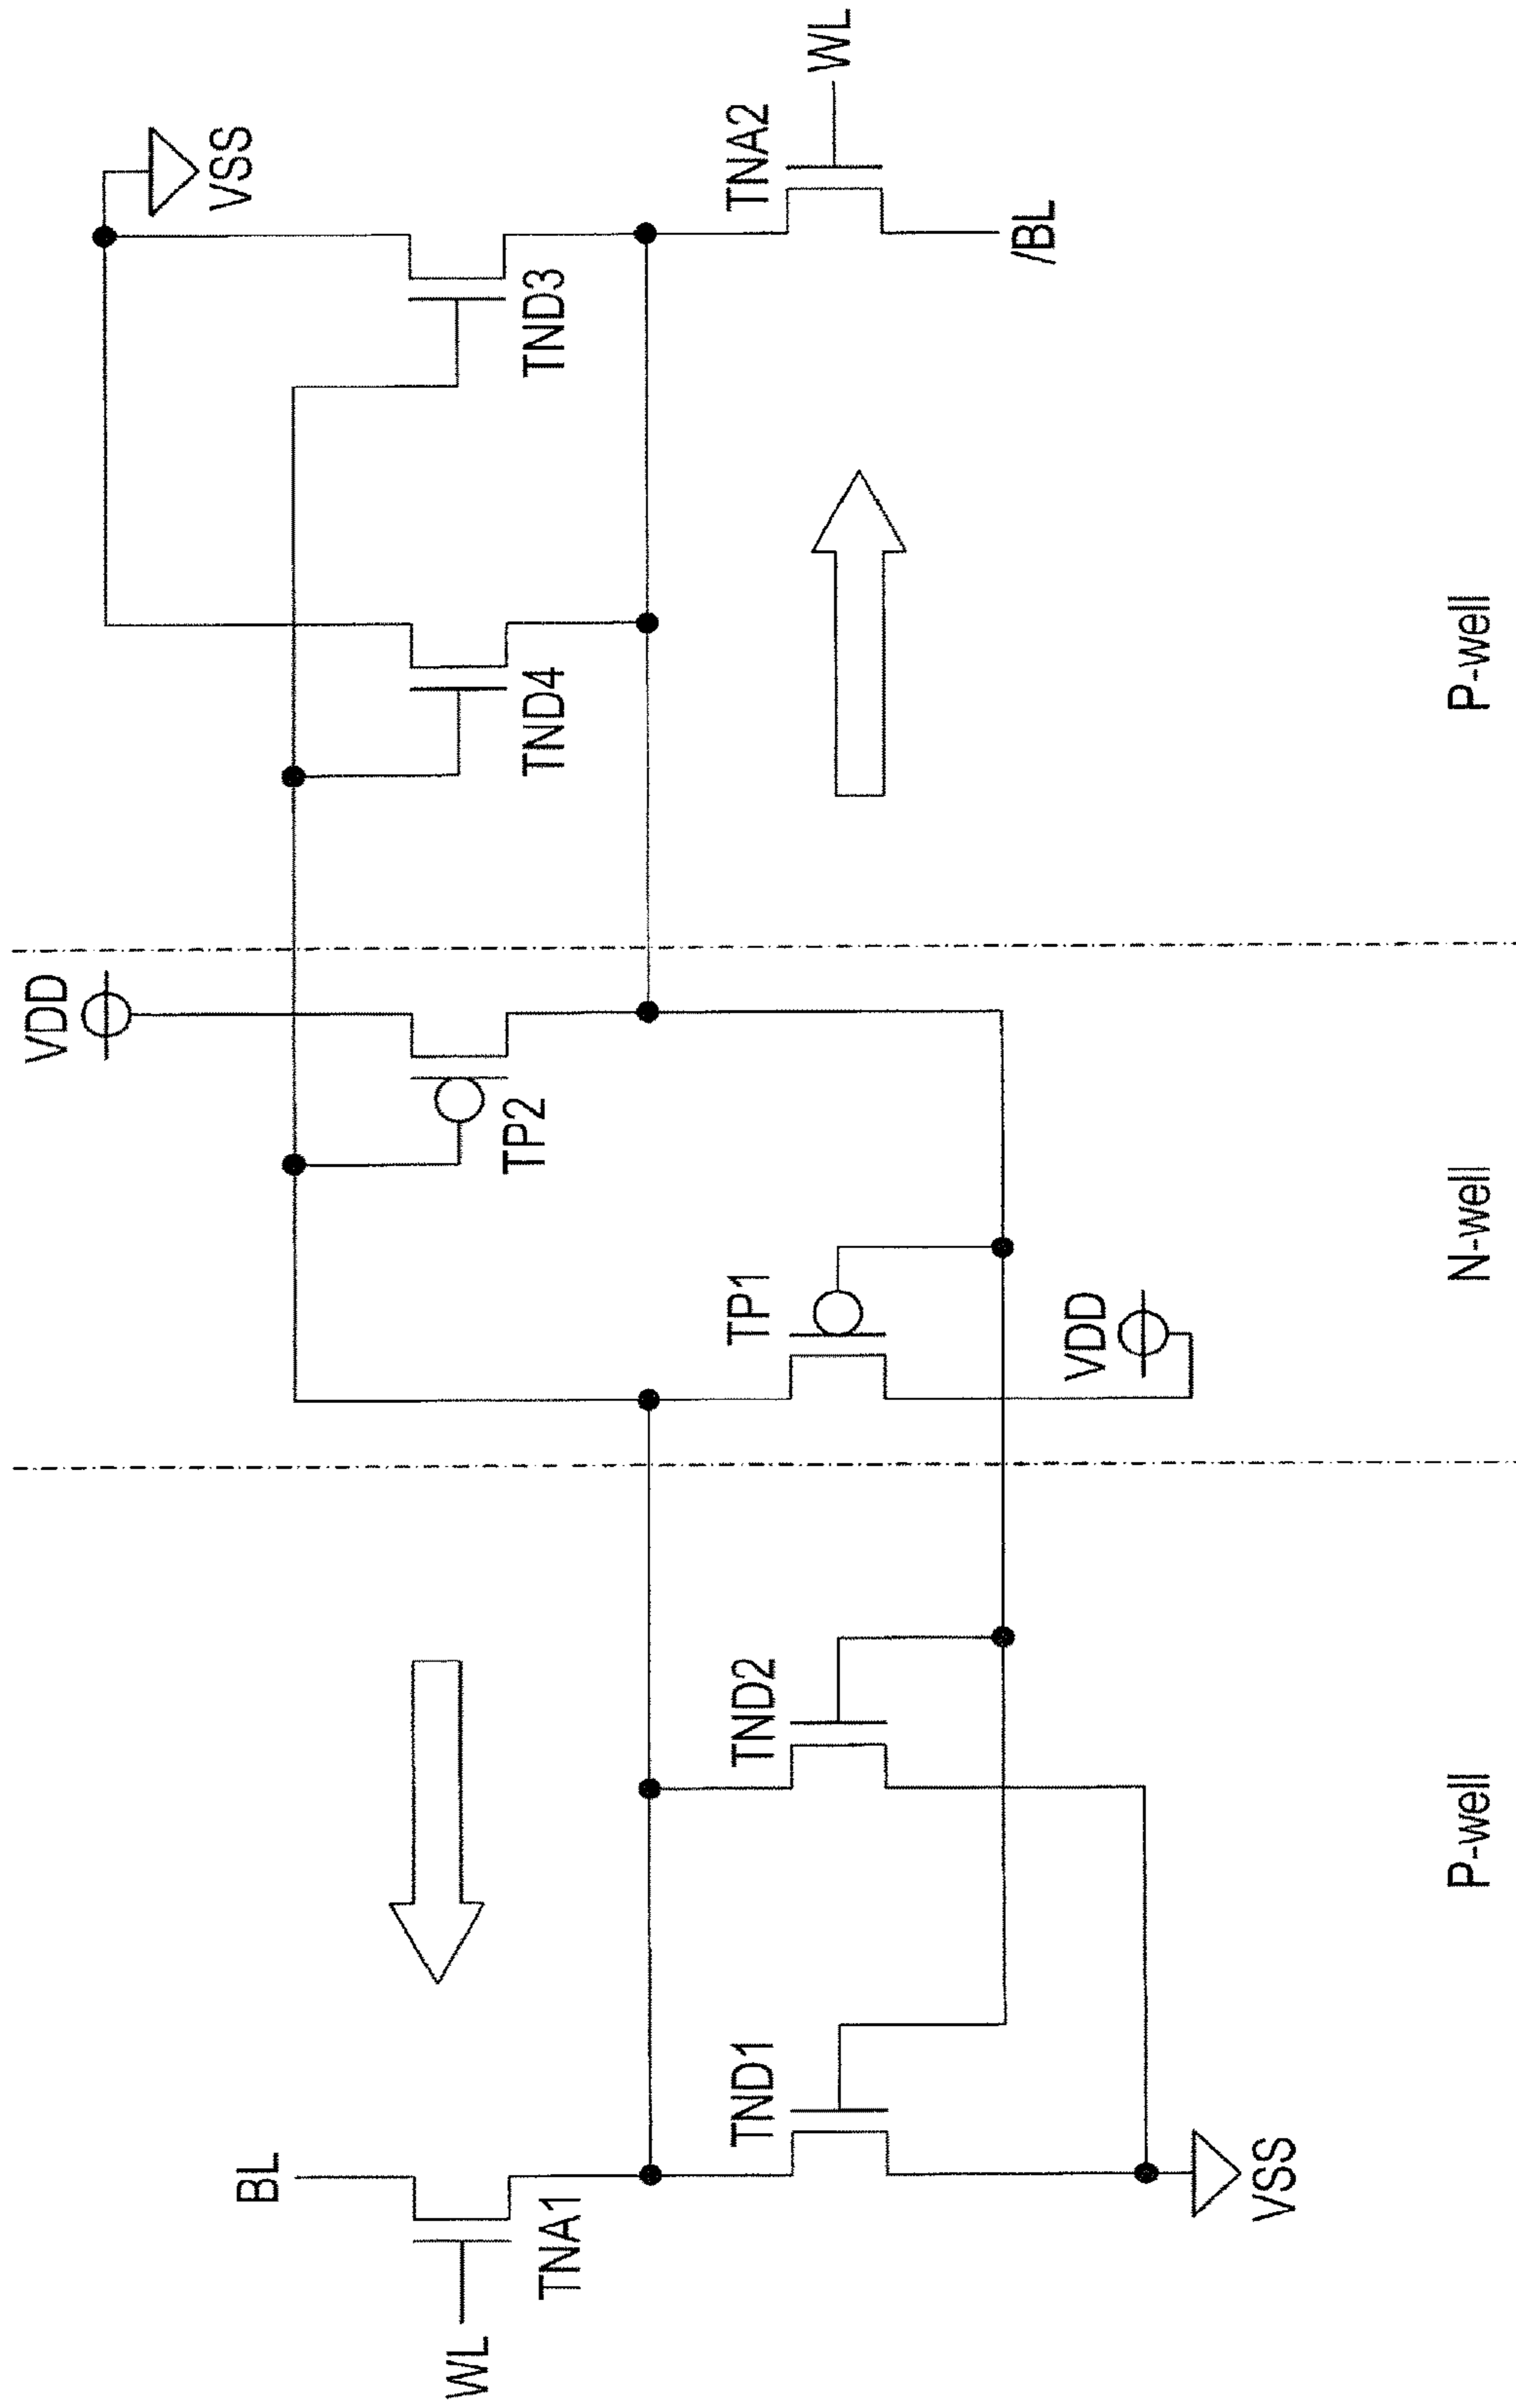 VDD
VSS
BL
WL
TNA1
TP2
TND4
TND3
TND1
TND2
TP1
TNA2
WL
VDD
/BL
VSS
P-well
N-well
P-well